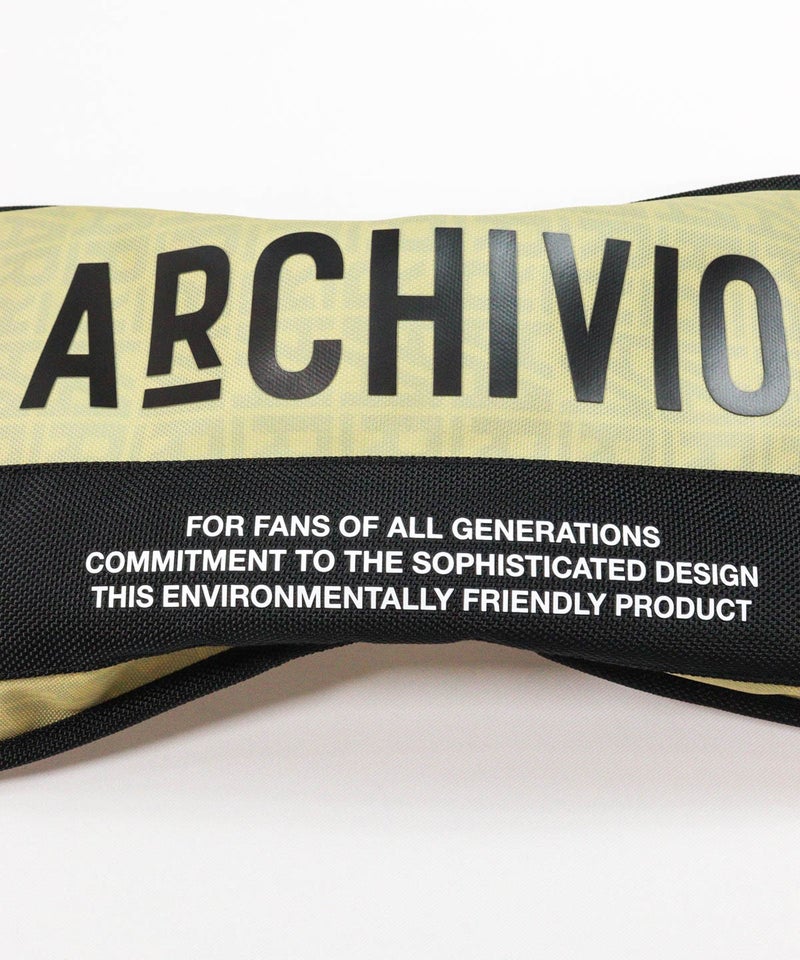 ARCHIVIO
FOR FANS OF ALL GENERATIONS
COMMITMENT TO THE SOPHISTICATED DESIGN
THIS ENVIRONMENTALLY FRIENDLY PRODUCT